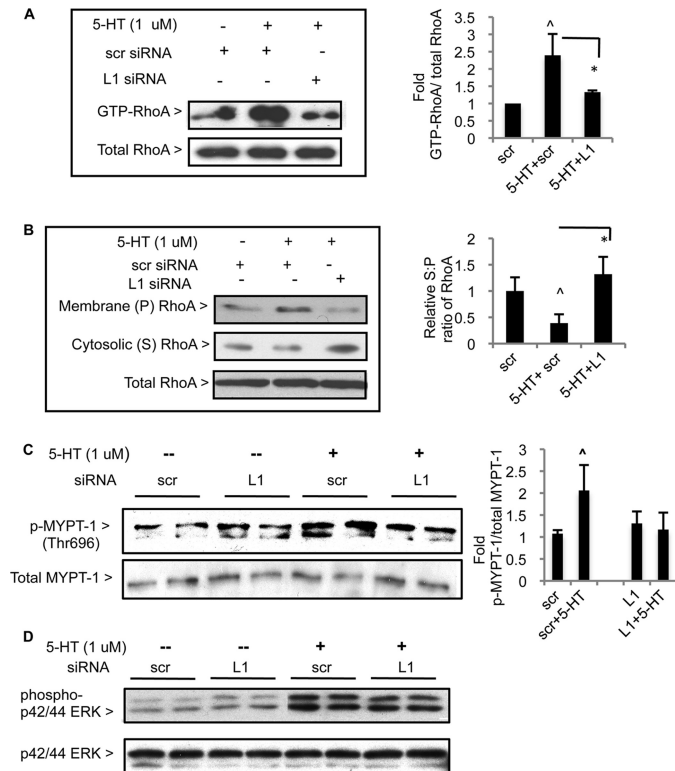 A
5-HT (1 uM) - + +
scr siRNA + + -
L1 siRNA - - +
GTP-RhoA >
Total RhoA >
Fold
GTP-RhoA/ total RhoA
4
3.5
3
2.5
2
1.5
1
0.5
0
^
*
scr
5-HT+scr
5-HT+L1
B
5-HT (1 uM) - + +
scr siRNA + + -
L1 siRNA - - +
Membrane (P) RhoA >
Cytosolic (S) RhoA >
Total RhoA >
Relative S:P
ratio of RhoA
2
1.5
1
0.5
0
^
*
scr
5-HT+ scr
5-HT+L1
C
5-HT (1 uM) -- -- + +
siRNA scr L1 scr L1
p-MYPT-1 >
(Thr696)
Total MYPT-1 >
Fold
p-MYPT-1/total MYPT-1
3
2.5
2
1.5
1
0.5
0
^
scr
scr+5-HT
L1
L1+5-HT
D
5-HT (1 uM) -- -- + +
siRNA scr L1 scr L1
phospho-
p42/44 ERK >
p42/44 ERK >